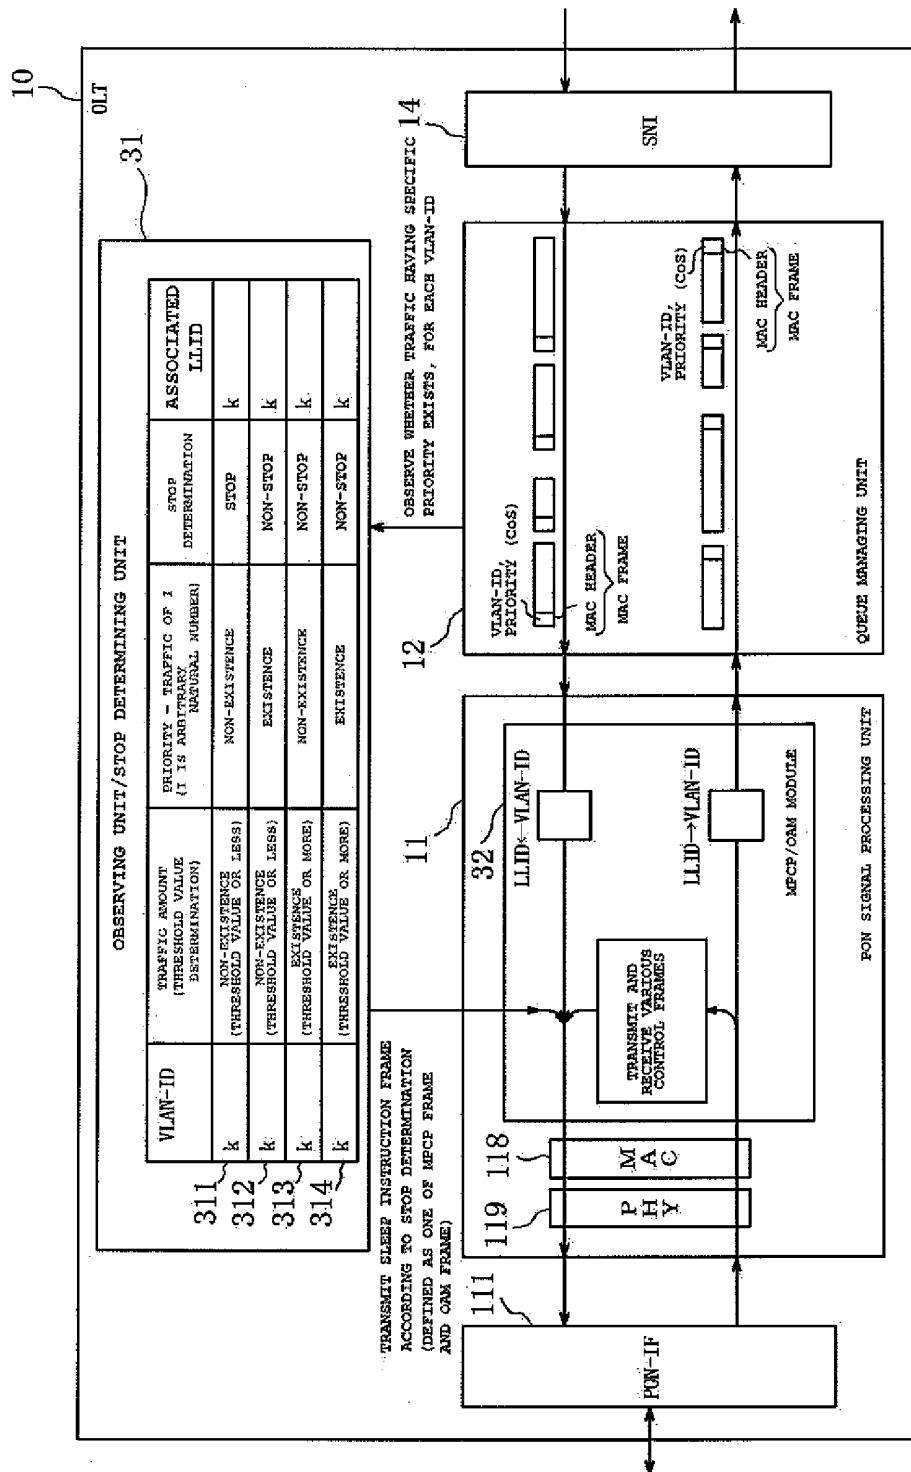 10
OLT
31
OBSERVING UNIT/STOP DETERMINING UNIT
VLAN-ID
TRAFFIC AMOUNT
(THRESHOLD VALUE
DETERMINATION)
PRIORITY - TRAFFIC OF I
(I IS ARBITRARY
NATURAL NUMBER)
STOP
DETERMINATION
ASSOCIATED
LLID
311
k
NON-EXISTENCE
(THRESHOLD VALUE OR LESS)
NON-EXISTENCE
STOP
k
312
k
NON-EXISTENCE
(THRESHOLD VALUE OR LESS)
EXISTENCE
NON-STOP
k
313
k
EXISTENCE
(THRESHOLD VALUE OR MORE)
NON-EXISTENCE
NON-STOP
k
314
k
EXISTENCE
(THRESHOLD VALUE OR MORE)
EXISTENCE
NON-STOP
k
TRANSMIT SLEEP INSTRUCTION FRAME
ACCORDING TO STOP DETERMINATION
(DEFINED AS ONE OF MPCP FRAME
AND OAM FRAME)
OBSERVE WHETHER TRAFFIC HAVING SPECIFIC
PRIORITY EXISTS, FOR EACH VLAN-ID
111
PON-IF
11
119
PHY
118
MAC
32
LLID←VLAN-ID
TRANSMIT AND
RECEIVE VARIOUS
CONTROL FRAMES
LLID→VLAN-ID
MPCP/OAM MODULE
PON SIGNAL PROCESSING UNIT
12
VLAN-ID,
PRIORITY (CoS)
MAC HEADER
MAC FRAME
VLAN-ID,
PRIORITY (CoS)
MAC HEADER
MAC FRAME
QUEUE MANAGING UNIT
14
SNI